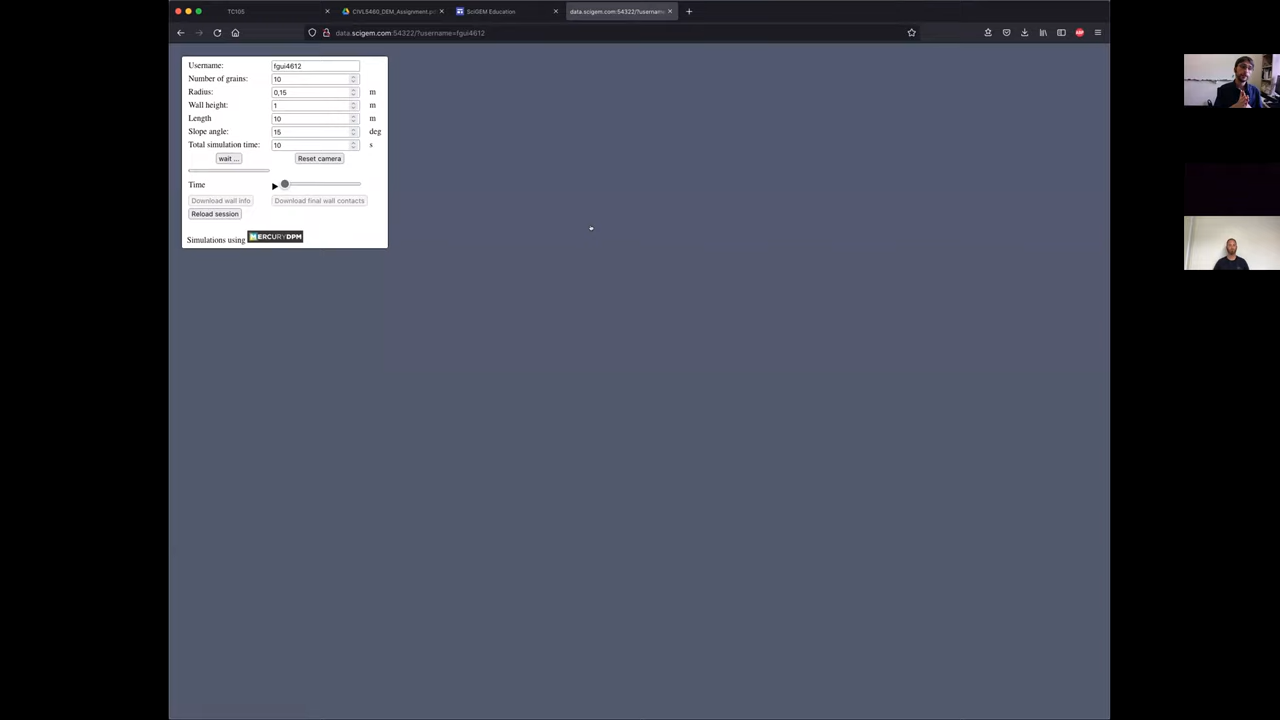 TC105
CIVL5460_DEM_Assignment.p
SciGEM Education
data.scigem.com:54322/?usernam
data.scigem.com:54322/?username=fgui4612
Username: fgui4612
Number of grains: 10
Radius: 0,15 m
Wall height: 1 m
Length 10 m
Slope angle: 15 deg
Total simulation time: 10 s
wait ... Reset camera
Time
Download wall info Download final wall contacts
Reload session
Simulations using MERCURYDPM